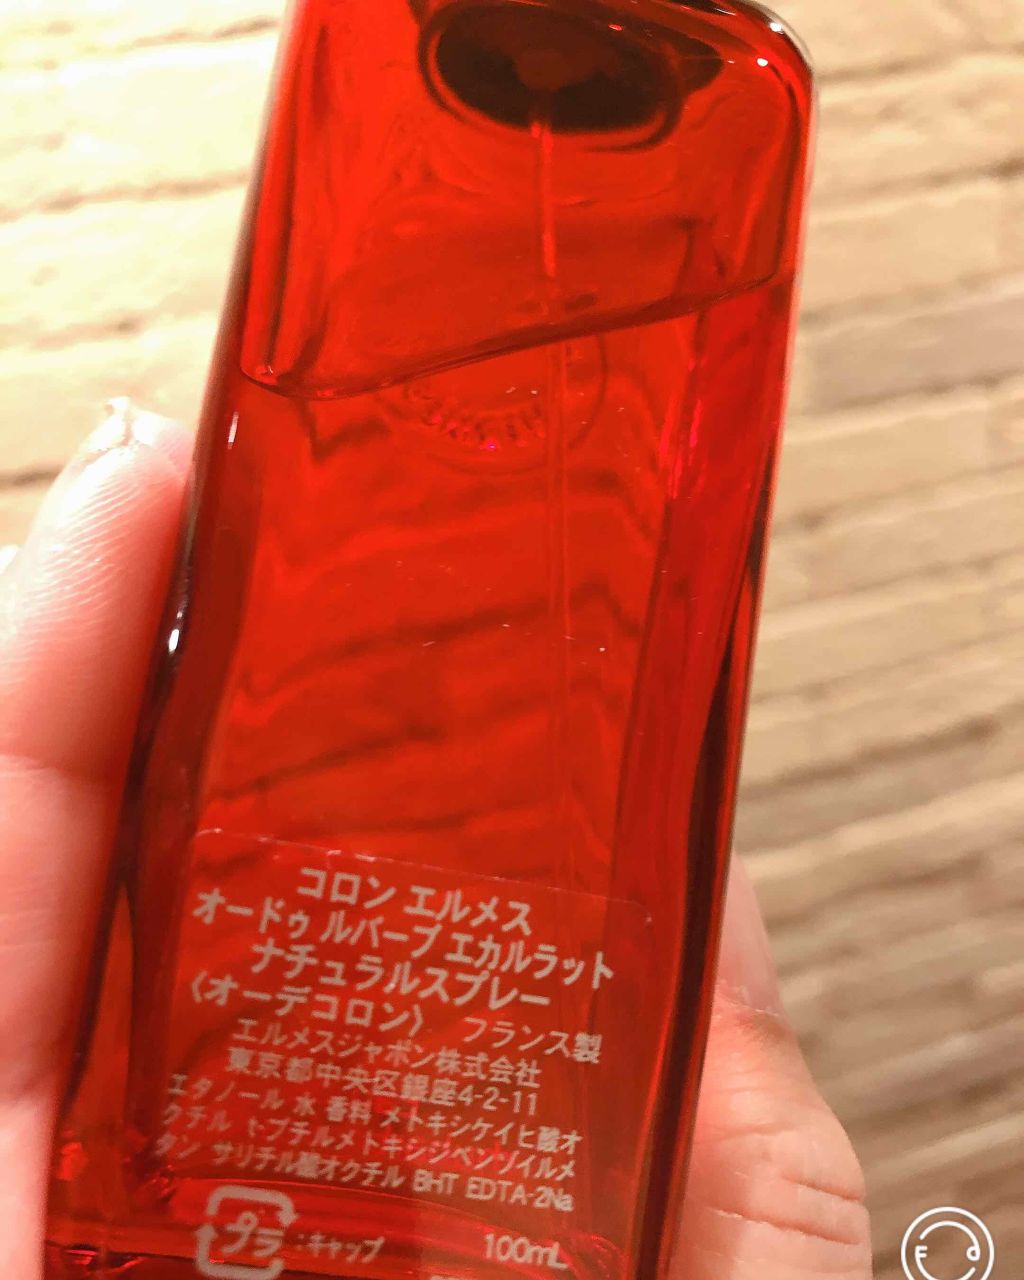 コロン エルメス
オードゥ ルバーブ エカルラット
ナチュラルスプレー
〈オーデコロン〉 フランス製
エルメスジャポン株式会社
東京都中央区銀座4-2-11
エタノール 水 香料 メトキシケイヒ酸オ
クチル t-ブチルメトキシジベンゾイルメ
タン サリチル酸オクチル BHT EDTA-2Na
プラ :キャップ 100mL
F d